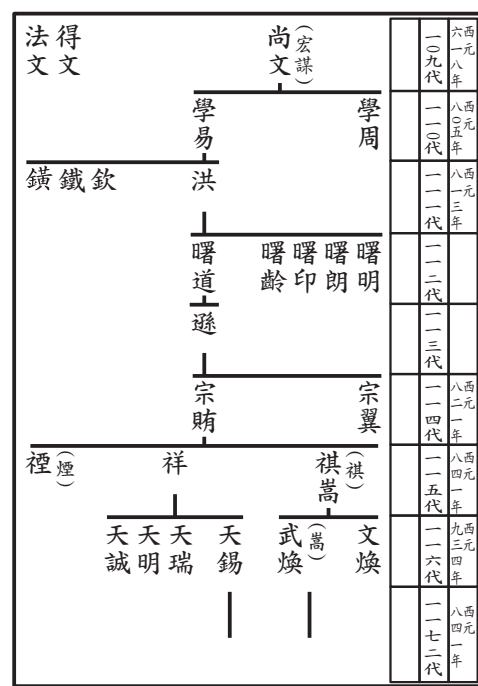 西元六一八年
一〇九代
尚文
(宏謀)
得文
法文
西元八〇五年
一一〇代
學周
學易
西元八一三年
一一一代
洪
欽
鐵
鐄
一一二代
曙明
曙朗
曙印
曙齡
曙道
一一三代
遜
西元八二一年
一一四代
宗翼
宗賄
西元八四一年
一一五代
(祺)
祺嵩
祥
(煙)
禋
西元九三四年
一一六代
文煥
(嵩)
武煥
天錫
天瑞
天明
天誠
西元八四一年
一一七二代